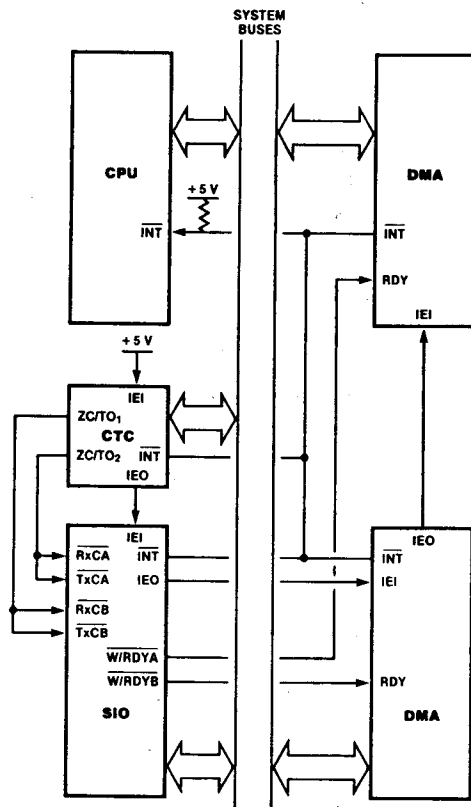 SYSTEM
BUSES
CPU
+5 V
INT
DMA
INT
RDY
IEI
+5 V
IEI
ZC/TO1
CTC
ZC/TO2
INT
IEO
IEI
RxCA
INT
TxCA
IEO
RxCB
TxCB
W/RDYA
W/RDYB
SIO
IEO
INT
IEI
RDY
DMA